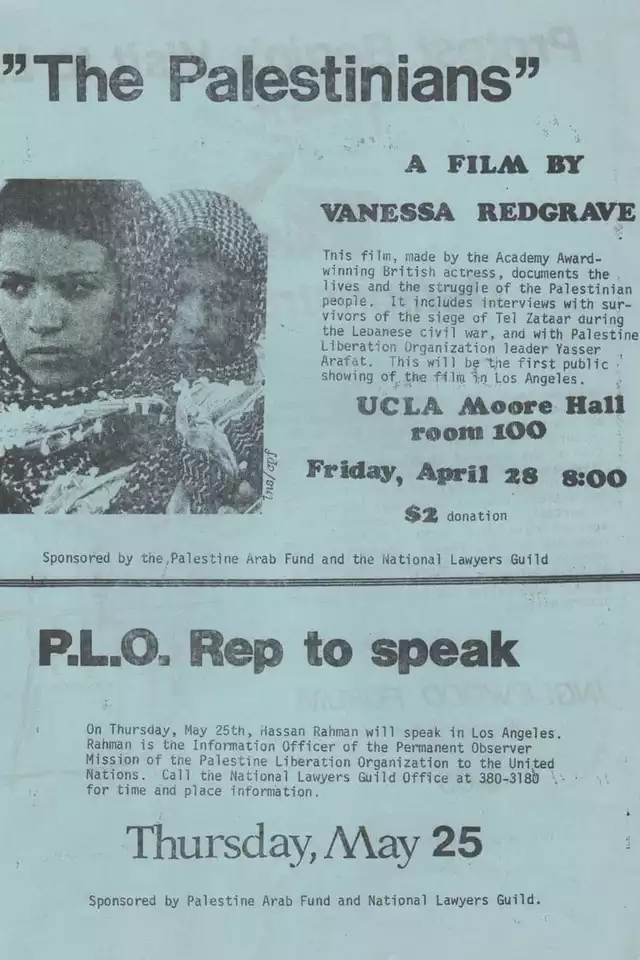 "The Palestinians"
A FILM BY
VANESSA REDGRAVE
This film, made by the Academy Award-
winning British actress, documents the
lives and the struggle of the Palestinian
people. It includes interviews with sur-
vivors of the siege of Tel Zataar during
the Lebanese civil war, and with Palestine
Liberation Organization leader Yasser
Arafat. This will be the first public
showing of the film in Los Angeles.
UCLA Moore Hall
room 100
Friday, April 28 8:00
$2 donation
Sponsored by the Palestine Arab Fund and the National Lawyers Guild
P.L.O. Rep to speak
On Thursday, May 25th, Hassan Rahman will speak in Los Angeles.
Rahman is the Information Officer of the Permanent Observer
Mission of the Palestine Liberation Organization to the United
Nations. Call the National Lawyers Guild Office at 380-3180
for time and place information.
Thursday, May 25
Sponsored by Palestine Arab Fund and National Lawyers Guild.